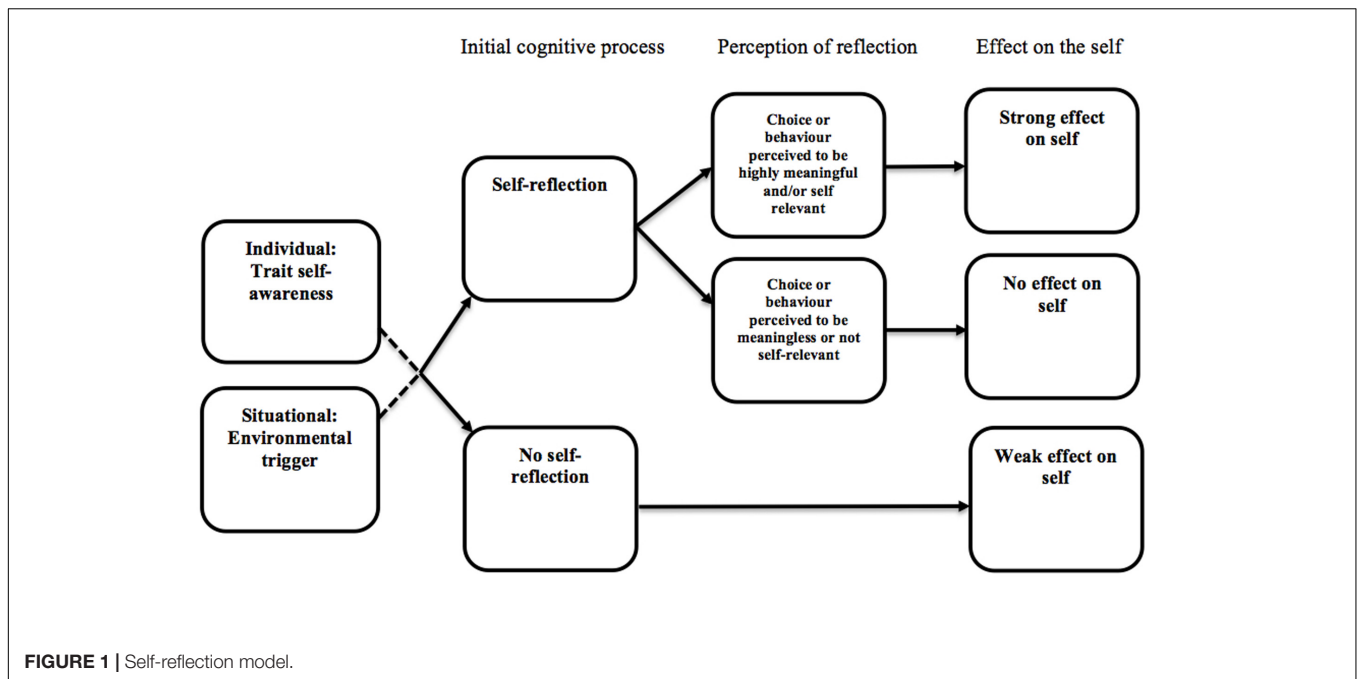 Initial cognitive process
Perception of reflection
Effect on the self
Individual:
Trait self-
awareness
Situational:
Environmental
trigger
Self-reflection
No self-
reflection
Choice or
behaviour
perceived to be
highly meaningful
and/or self
relevant
Choice or
behaviour
perceived to be
meaningless or not
self-relevant
Strong effect
on self
No effect on
self
Weak effect on
self
FIGURE 1 | Self-reflection model.